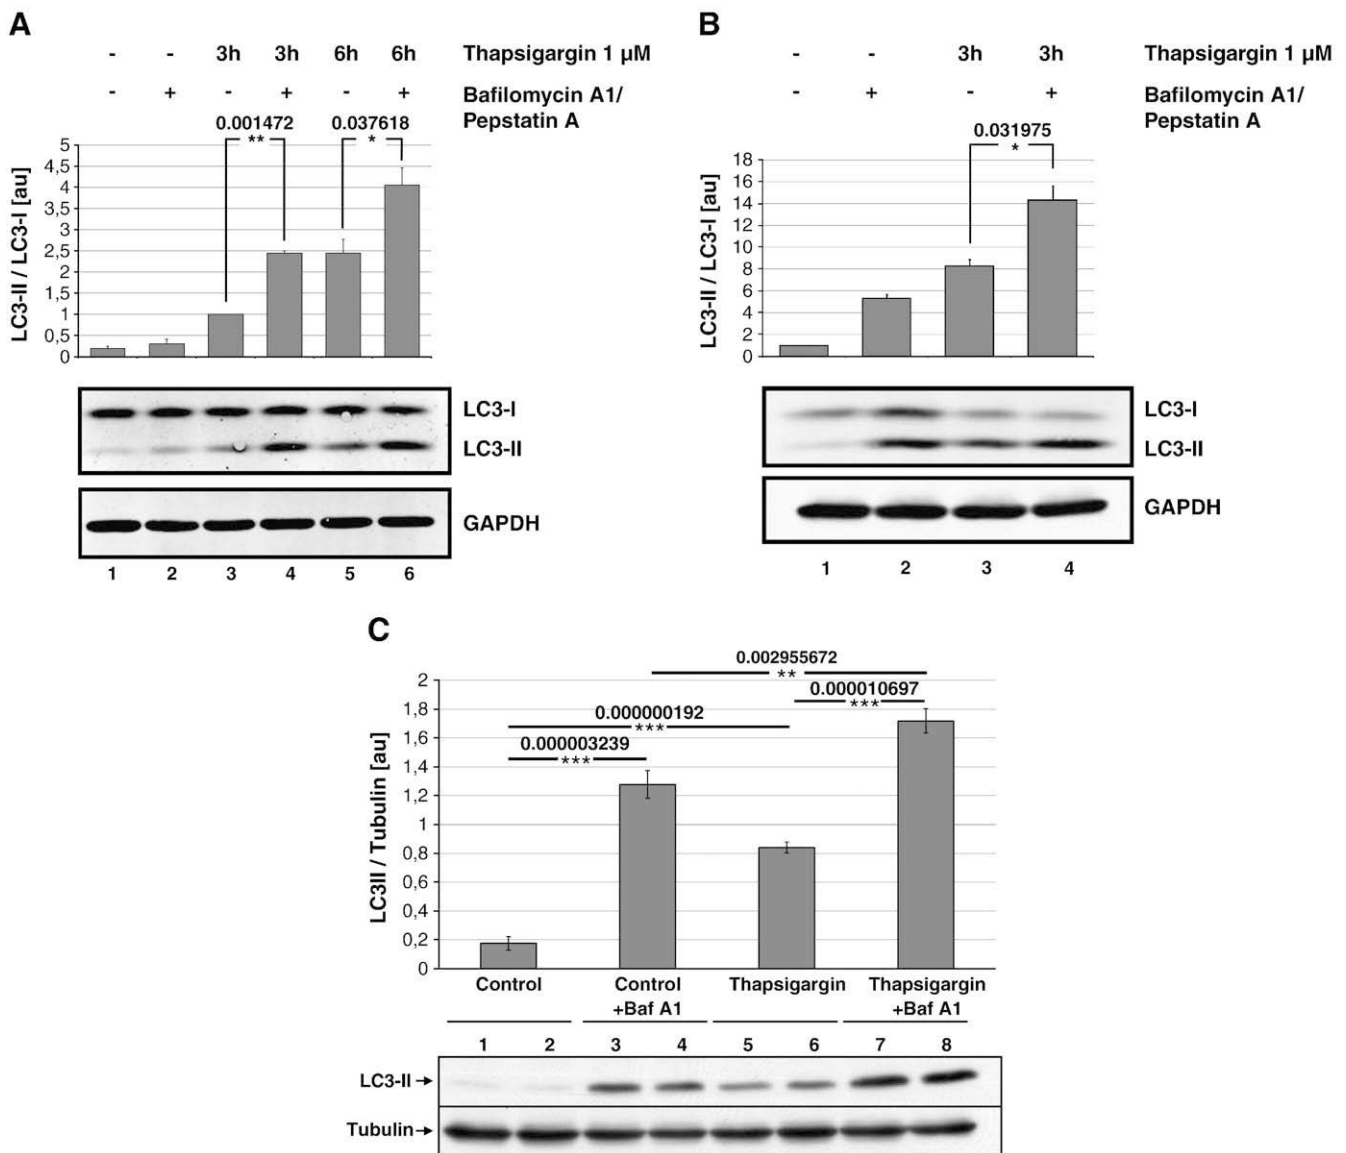 A
- - 3h 3h 6h 6h Thapsigargin 1 µM
- + - + - + Bafilomycin A1/
Pepstatin A
0.001472 0.037618
** *
5
4,5
4
3,5
3
2,5
2
1,5
1
0,5
0
LC3-II / LC3-I [au]
LC3-I
LC3-II
GAPDH
1 2 3 4 5 6
B
- - 3h 3h Thapsigargin 1 µM
- + - + Bafilomycin A1/
Pepstatin A
0.031975
*
18
16
14
12
10
8
6
4
2
0
LC3-II / LC3-I [au]
LC3-I
LC3-II
GAPDH
1 2 3 4
C
0.002955672
**
0.000010697
***
0.000000192
***
0.000003239
***
2
1,8
1,6
1,4
1,2
1
0,8
0,6
0,4
0,2
0
LC3II / Tubulin [au]
Control Control Thapsigargin Thapsigargin
+Baf A1 +Baf A1
1 2 3 4 5 6 7 8
LC3-II
Tubulin